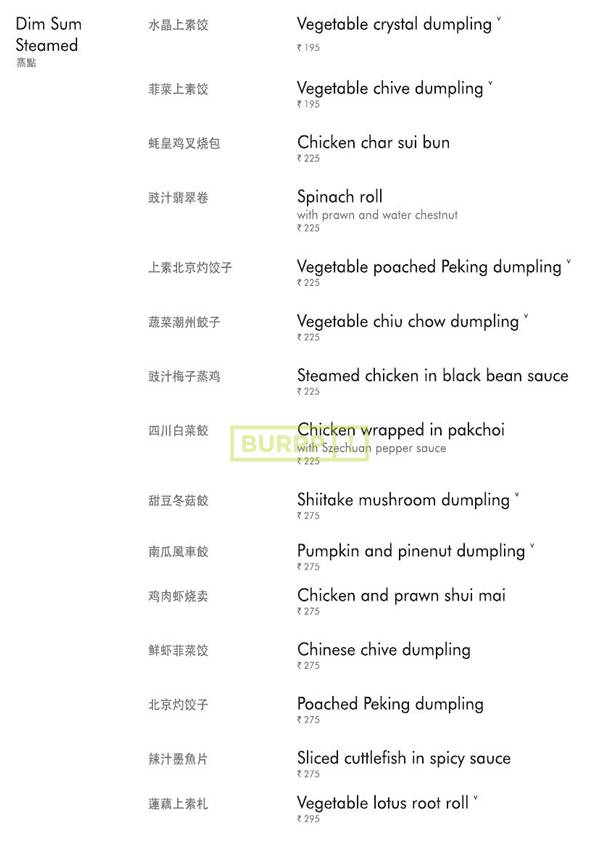 Dim Sum
Steamed
蒸點
水晶上素餃
Vegetable crystal dumpling v
₹ 195
菲菜上素饺
Vegetable chive dumpling v
₹ 195
蚝皇鸡叉烧包
Chicken char sui bun
₹ 225
豉汁翡翠卷
Spinach roll
with prawn and water chestnut
₹ 225
上素北京灼饺子
Vegetable poached Peking dumpling v
₹ 225
蔬菜潮州餃子
Vegetable chiu chow dumpling v
₹ 225
豉汁梅子蒸鸡
Steamed chicken in black bean sauce
₹ 225
四川白菜餃
Chicken wrapped in pakchoi
with Szechuan pepper sauce
₹ 225
BURRP!
甜豆冬菇餃
Shiitake mushroom dumpling v
₹ 275
南瓜風車餃
Pumpkin and pinenut dumpling v
₹ 275
鸡肉虾烧卖
Chicken and prawn shui mai
₹ 275
鲜虾菲菜饺
Chinese chive dumpling
₹ 275
北京灼饺子
Poached Peking dumpling
₹ 275
辣汁墨魚片
Sliced cuttlefish in spicy sauce
₹ 275
蓮藕上素札
Vegetable lotus root roll v
₹ 295